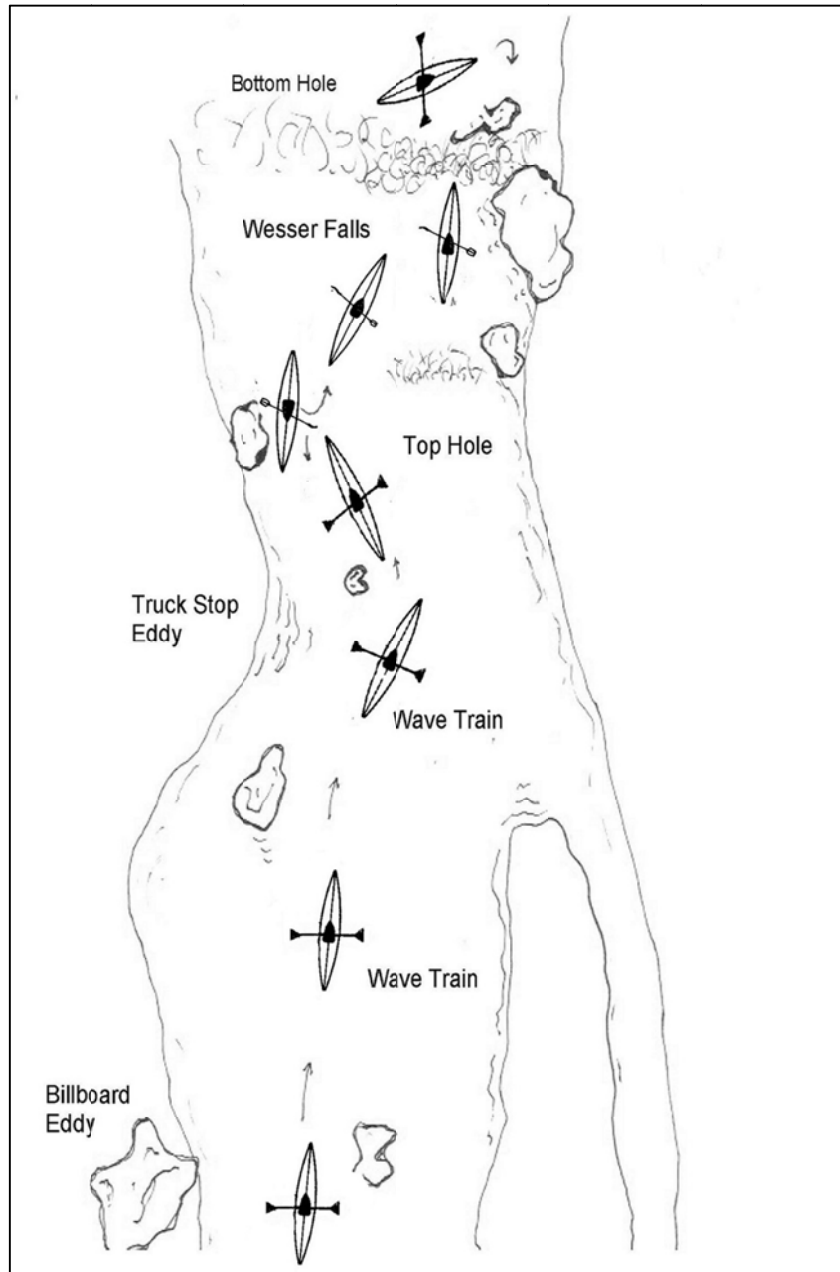 Bottom Hole
Wesser Falls
Top Hole
Truck Stop
Eddy
Wave Train
Wave Train
Billboard
Eddy